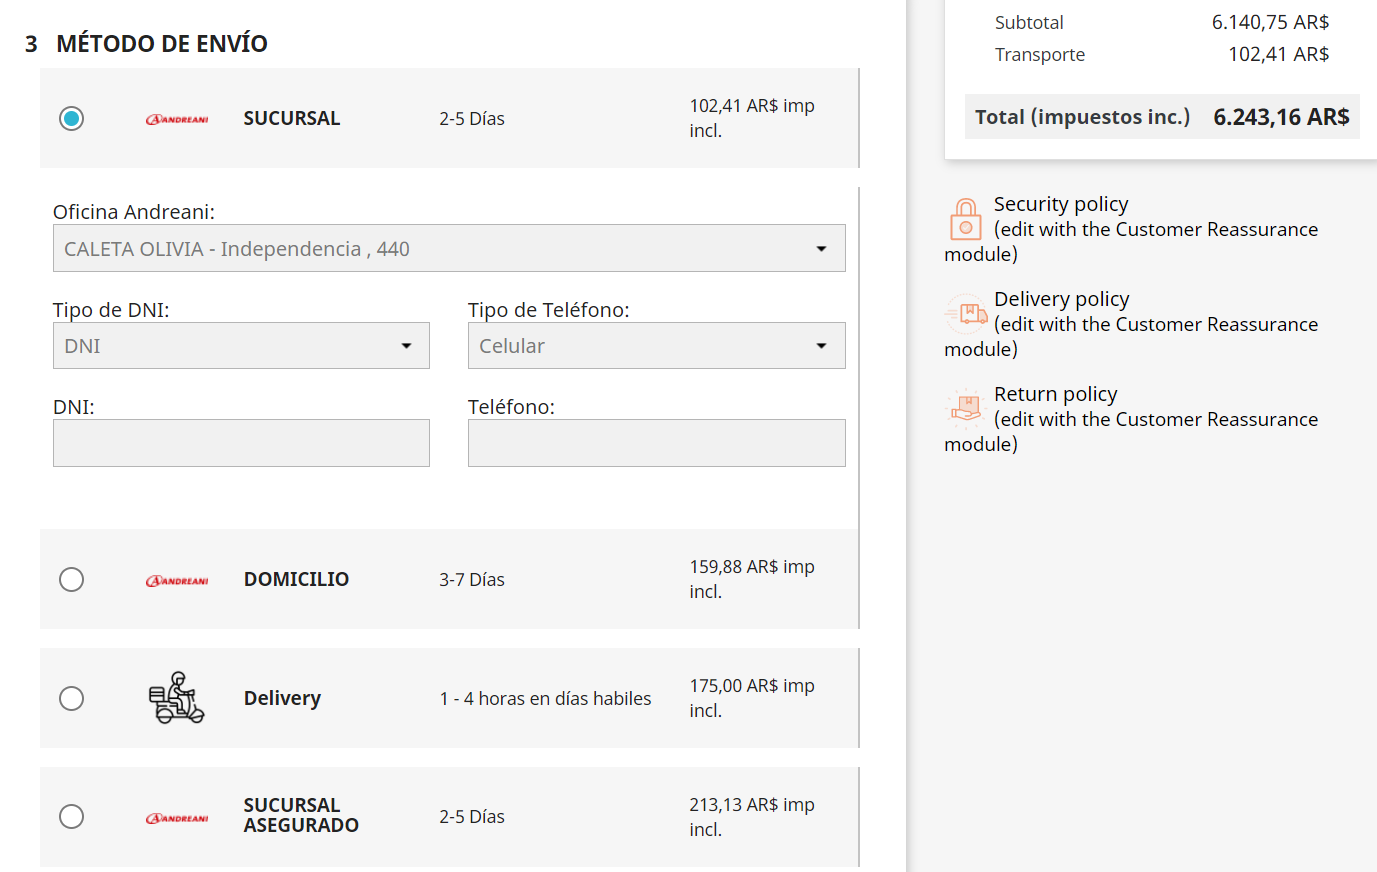 3 MÉTODO DE ENVÍO
ANDREANI SUCURSAL 2-5 Días 102,41 AR$ imp
incl.
Oficina Andreani:
CALETA OLIVIA - Independencia , 440
Tipo de DNI: Tipo de Teléfono:
DNI Celular
DNI: Teléfono:
ANDREANI DOMICILIO 3-7 Días 159,88 AR$ imp
incl.
Delivery 1 - 4 horas en días habiles 175,00 AR$ imp
incl.
ANDREANI SUCURSAL
ASEGURADO 2-5 Días 213,13 AR$ imp
incl.
Subtotal 6.140,75 AR$
Transporte 102,41 AR$
Total (impuestos inc.) 6.243,16 AR$
Security policy
(edit with the Customer Reassurance
module)
Delivery policy
(edit with the Customer Reassurance
module)
Return policy
(edit with the Customer Reassurance
module)